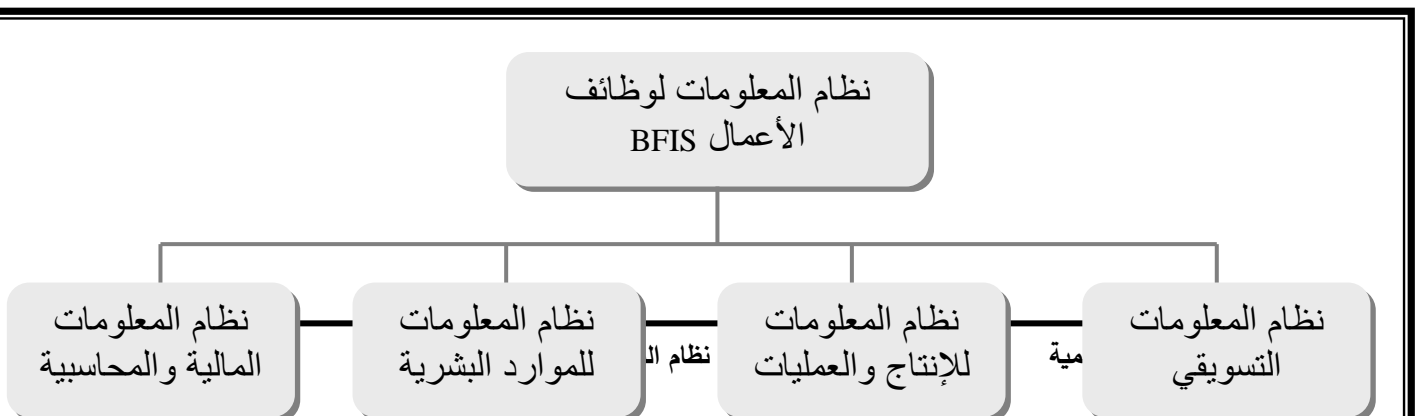 نظام المعلومات لوظائف
الأعمال BFIS
نظام المعلومات
التسويقي
نظام المعلومات
للإنتاج والعمليات
نظام المعلومات
للموارد البشرية
نظام المعلومات
المالية والمحاسبية
نظام